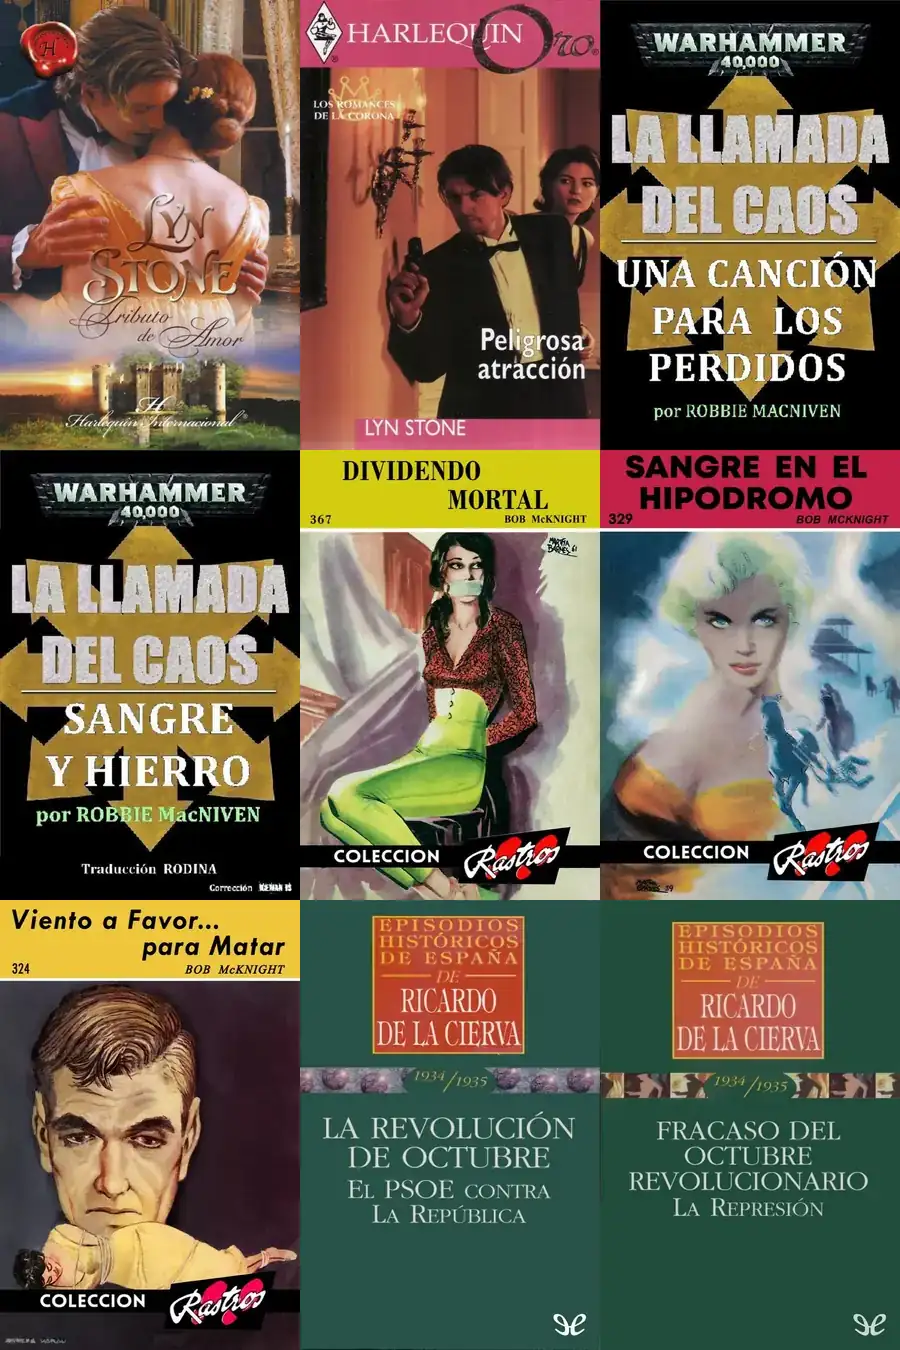 H
LYN
STONE
Tributo
de Amor
H
Harlequin Internacional
HARLEQUIN
Oro
LOS ROMANCES
DE LA CORONA
Peligrosa
atracción
LYN STONE
WARHAMMER
40,000
LA LLAMADA
DEL CAOS
UNA CANCIÓN
PARA LOS
PERDIDOS
por ROBBIE MACNIVEN
WARHAMMER
40,000
LA LLAMADA
DEL CAOS
SANGRE
Y HIERRO
por ROBBIE MacNIVEN
Traducción RODINA
Corrección ICEMAN
DIVIDENDO
MORTAL
367 BOB McKNIGHT
COLECCION Rastros
SANGRE EN EL
HIPODROMO
329 BOB MCKNIGHT
COLECCION Rastros
Viento a Favor...
para Matar
324 BOB McKNIGHT
COLECCION Rastros
EPISODIOS
HISTÓRICOS
DE ESPAÑA
DE
RICARDO
DE LA CIERVA
1934/1935
LA REVOLUCIÓN
DE OCTUBRE
EL PSOE CONTRA
LA REPÚBLICA
EPISODIOS
HISTÓRICOS
DE ESPAÑA
DE
RICARDO
DE LA CIERVA
1934/1935
FRACASO DEL
OCTUBRE
REVOLUCIONARIO
LA REPRESIÓN